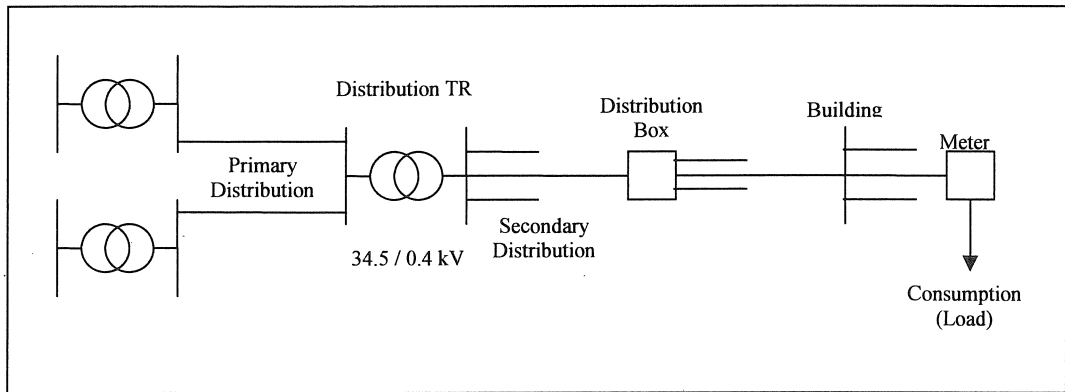 Distribution TR
Distribution
Box
Building
Meter
Primary
Distribution
Secondary
Distribution
34.5 / 0.4 kV
Consumption
(Load)